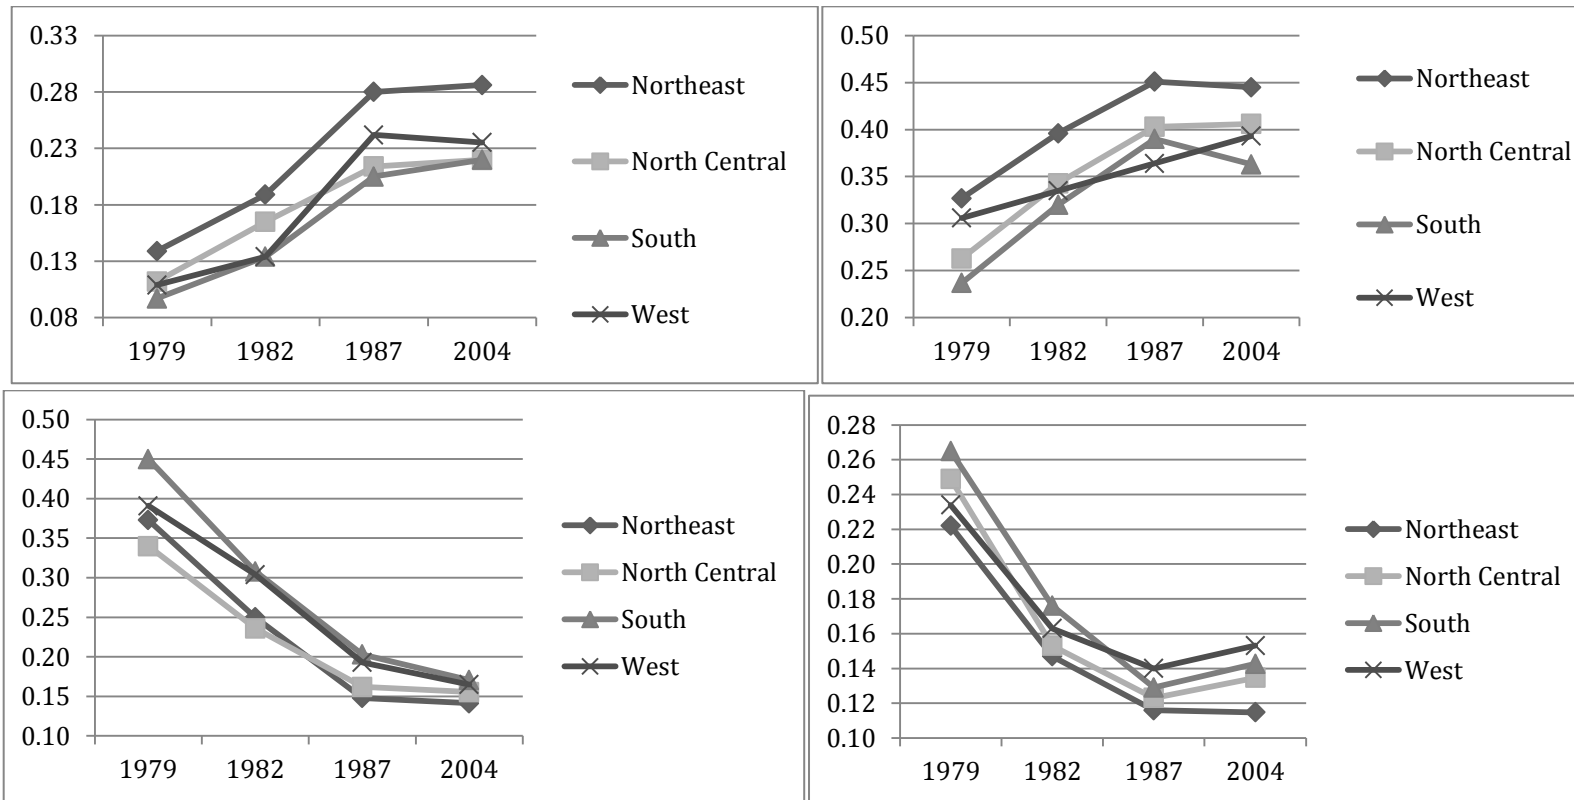 0.33
0.28
0.23
0.18
0.13
0.08
1979 1982 1987 2004
Northeast
North Central
South
West
0.50
0.45
0.40
0.35
0.30
0.25
0.20
1979 1982 1987 2004
Northeast
North Central
South
West
0.50
0.45
0.40
0.35
0.30
0.25
0.20
0.15
0.10
1979 1982 1987 2004
Northeast
North Central
South
West
0.28
0.26
0.24
0.22
0.20
0.18
0.16
0.14
0.12
0.10
1979 1982 1987 2004
Northeast
North Central
South
West